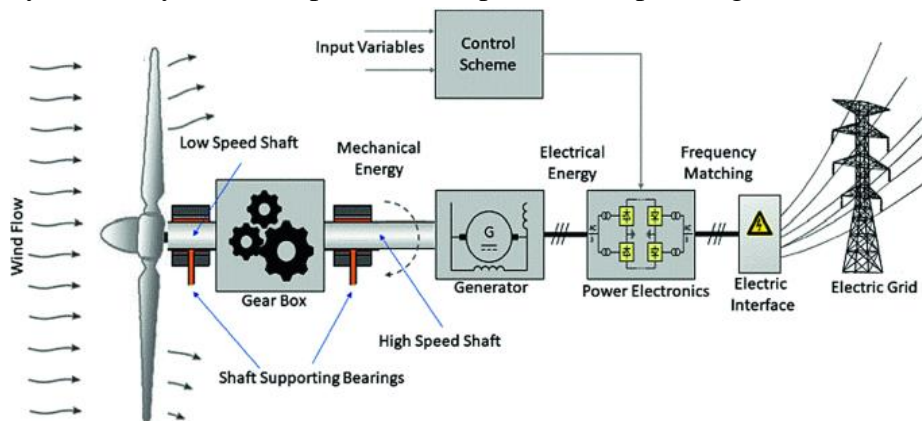 Input Variables
Control
Scheme
Low Speed Shaft
Mechanical
Energy
Electrical
Energy
Frequency
Matching
Wind Flow
G
Gear Box
Generator
Power Electronics
Electric
Interface
Electric Grid
High Speed Shaft
Shaft Supporting Bearings